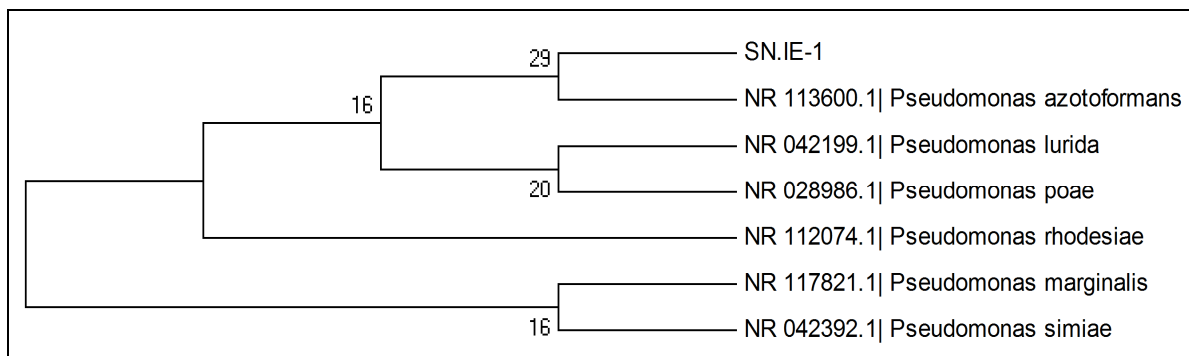 SN.IE-1
29
NR 113600.1| Pseudomonas azotoformans
16
NR 042199.1| Pseudomonas lurida
20
NR 028986.1| Pseudomonas poae
NR 112074.1| Pseudomonas rhodesiae
NR 117821.1| Pseudomonas marginalis
16
NR 042392.1| Pseudomonas simiae